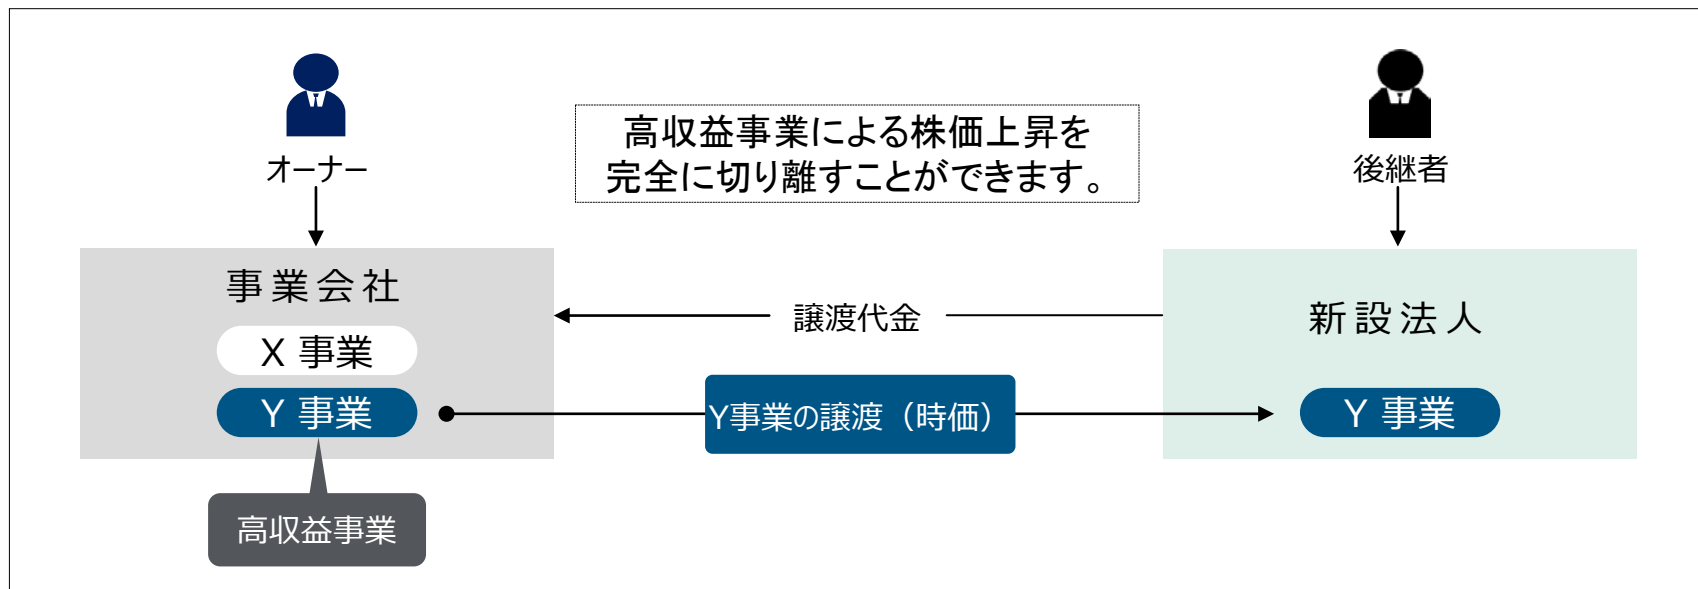 オーナー
高収益事業による株価上昇を
完全に切り離すことができます。
後継者
事業会社
X 事業
Y 事業
高収益事業
譲渡代金
Y事業の譲渡（時価）
新設法人
Y 事業